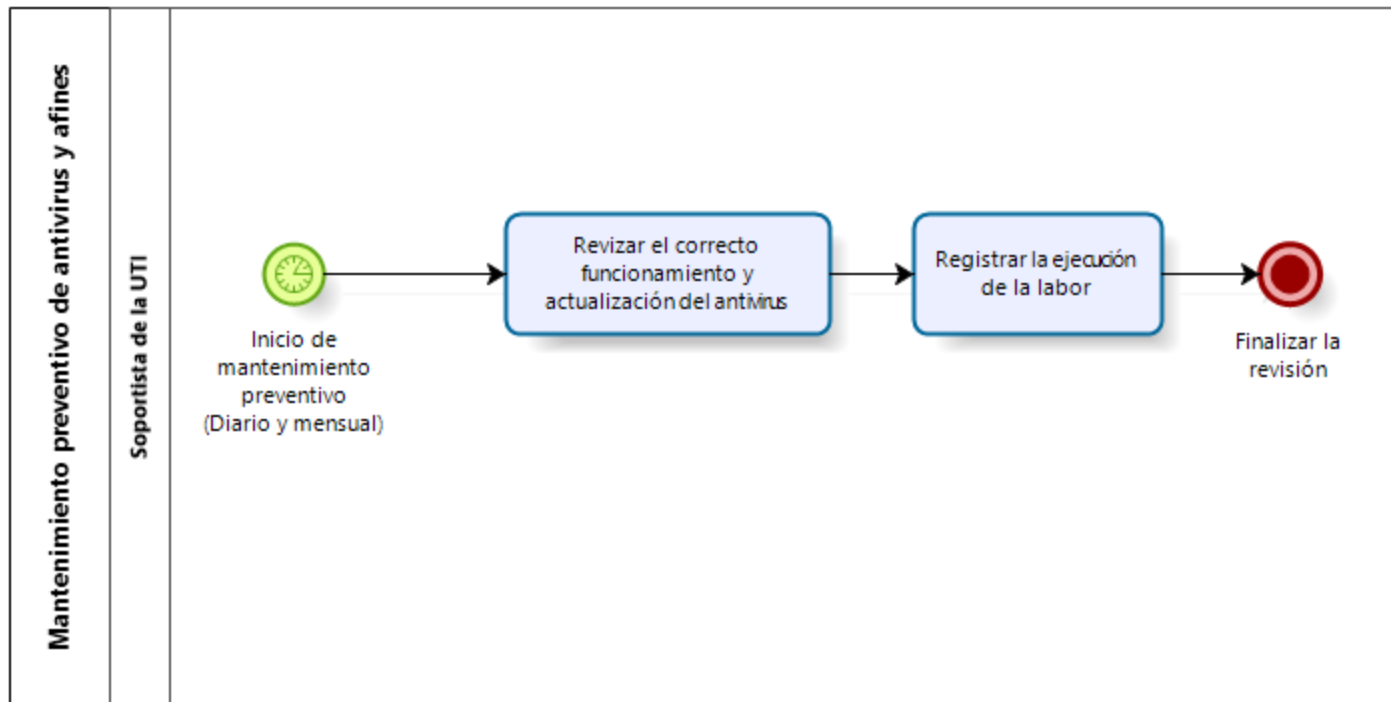 Mantenimiento preventivo de antivirus y afines
Soportista de la UTI
Inicio de
mantenimiento
preventivo
(Diario y mensual)
Revizar el correcto
funcionamiento y
actualización del antivirus
Registrar la ejecución
de la labor
Finalizar la
revisión